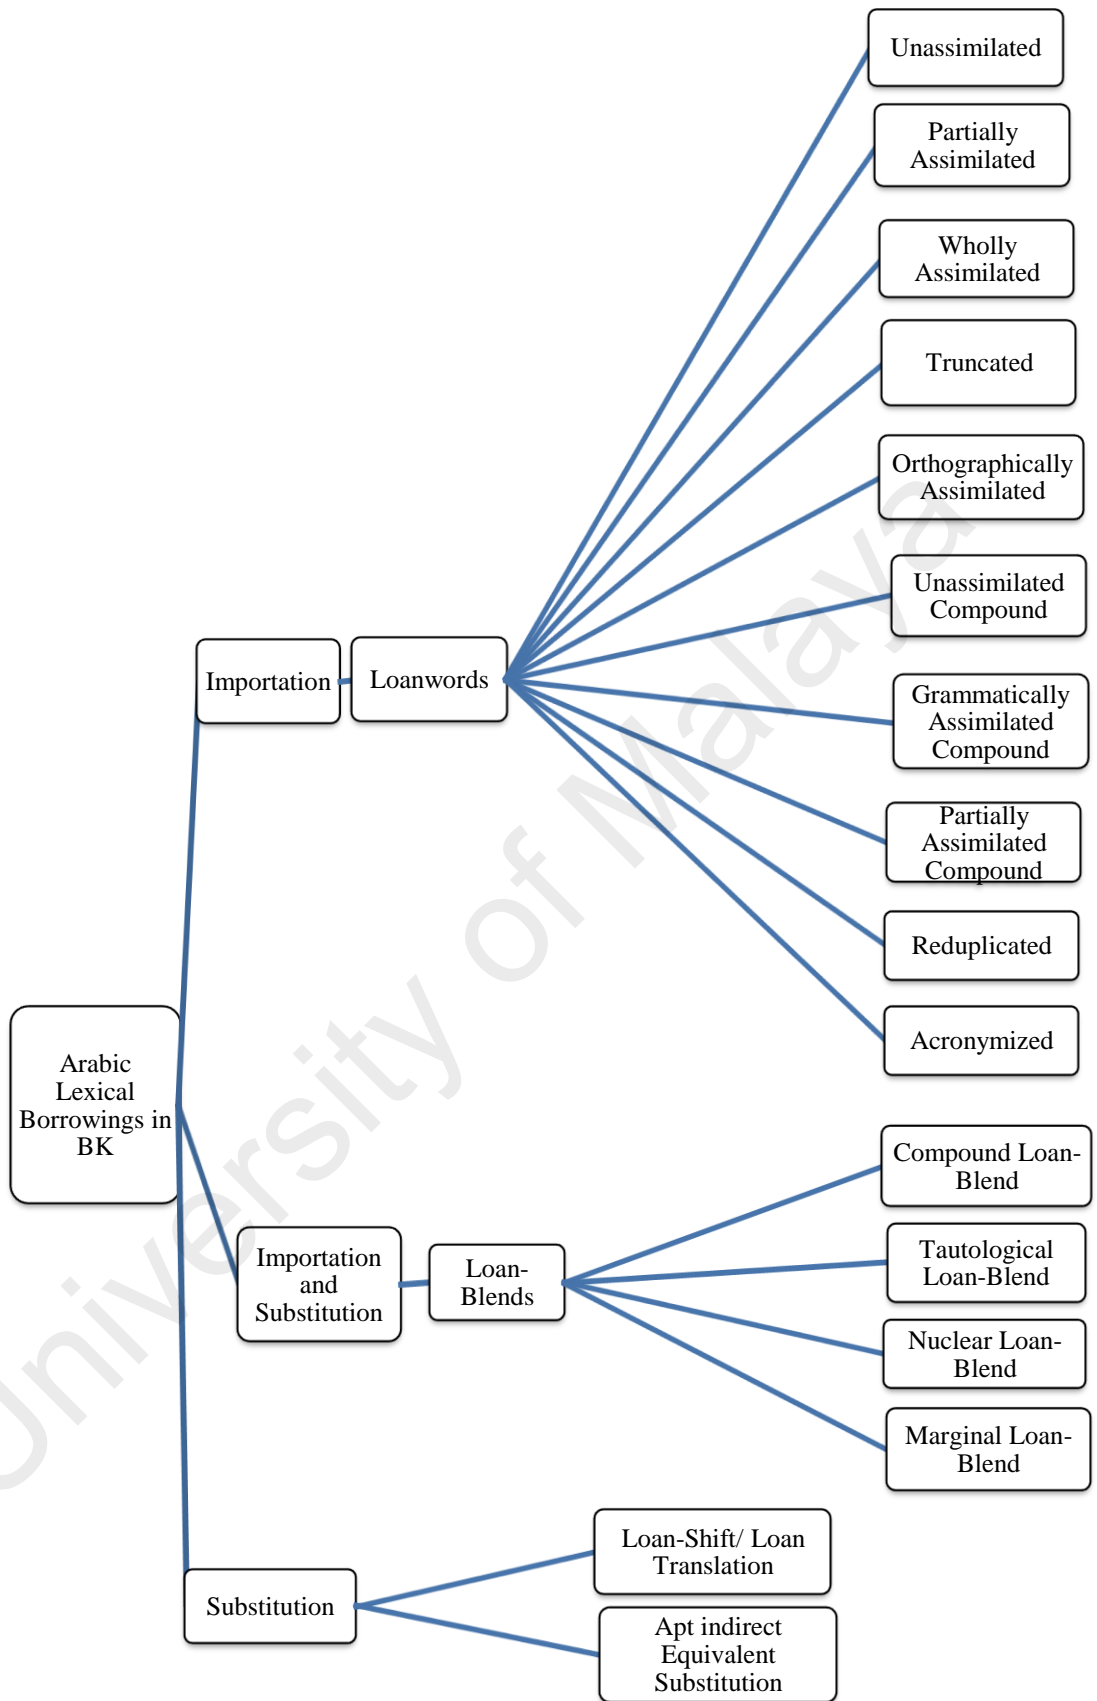 Unassimilated
Partially
Assimilated
Wholly
Assimilated
Truncated
Orthographically
Assimilated
Unassimilated
Compound
Importation
Loanwords
Grammatically
Assimilated
Compound
Partially
Assimilated
Compound
Reduplicated
Acronymized
Arabic
Lexical
Borrowings in
BK
Compound Loan-
Blend
Importation
and
Substitution
Loan-
Blends
Tautological
Loan-Blend
Nuclear Loan-
Blend
Marginal Loan-
Blend
Substitution
Loan-Shift/ Loan
Translation
Apt indirect
Equivalent
Substitution
University of Malaya